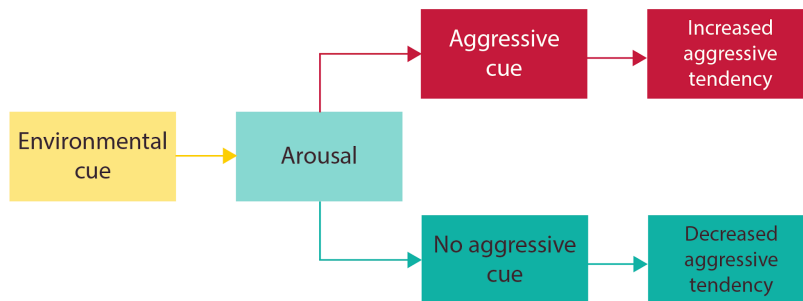 Environmental
cue
Arousal
Aggressive
cue
Increased
aggressive
tendency
No aggressive
cue
Decreased
aggressive
tendency